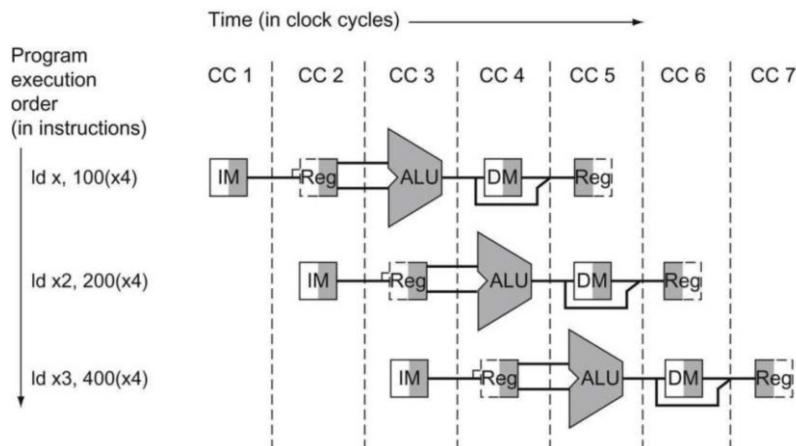 Time (in clock cycles)
Program
execution
order
(in instructions)
CC 1 CC 2 CC 3 CC 4 CC 5 CC 6 CC 7
ld x, 100(x4)
IM Reg ALU DM Reg
ld x2, 200(x4)
IM Reg ALU DM Reg
ld x3, 400(x4)
IM Reg ALU DM Reg